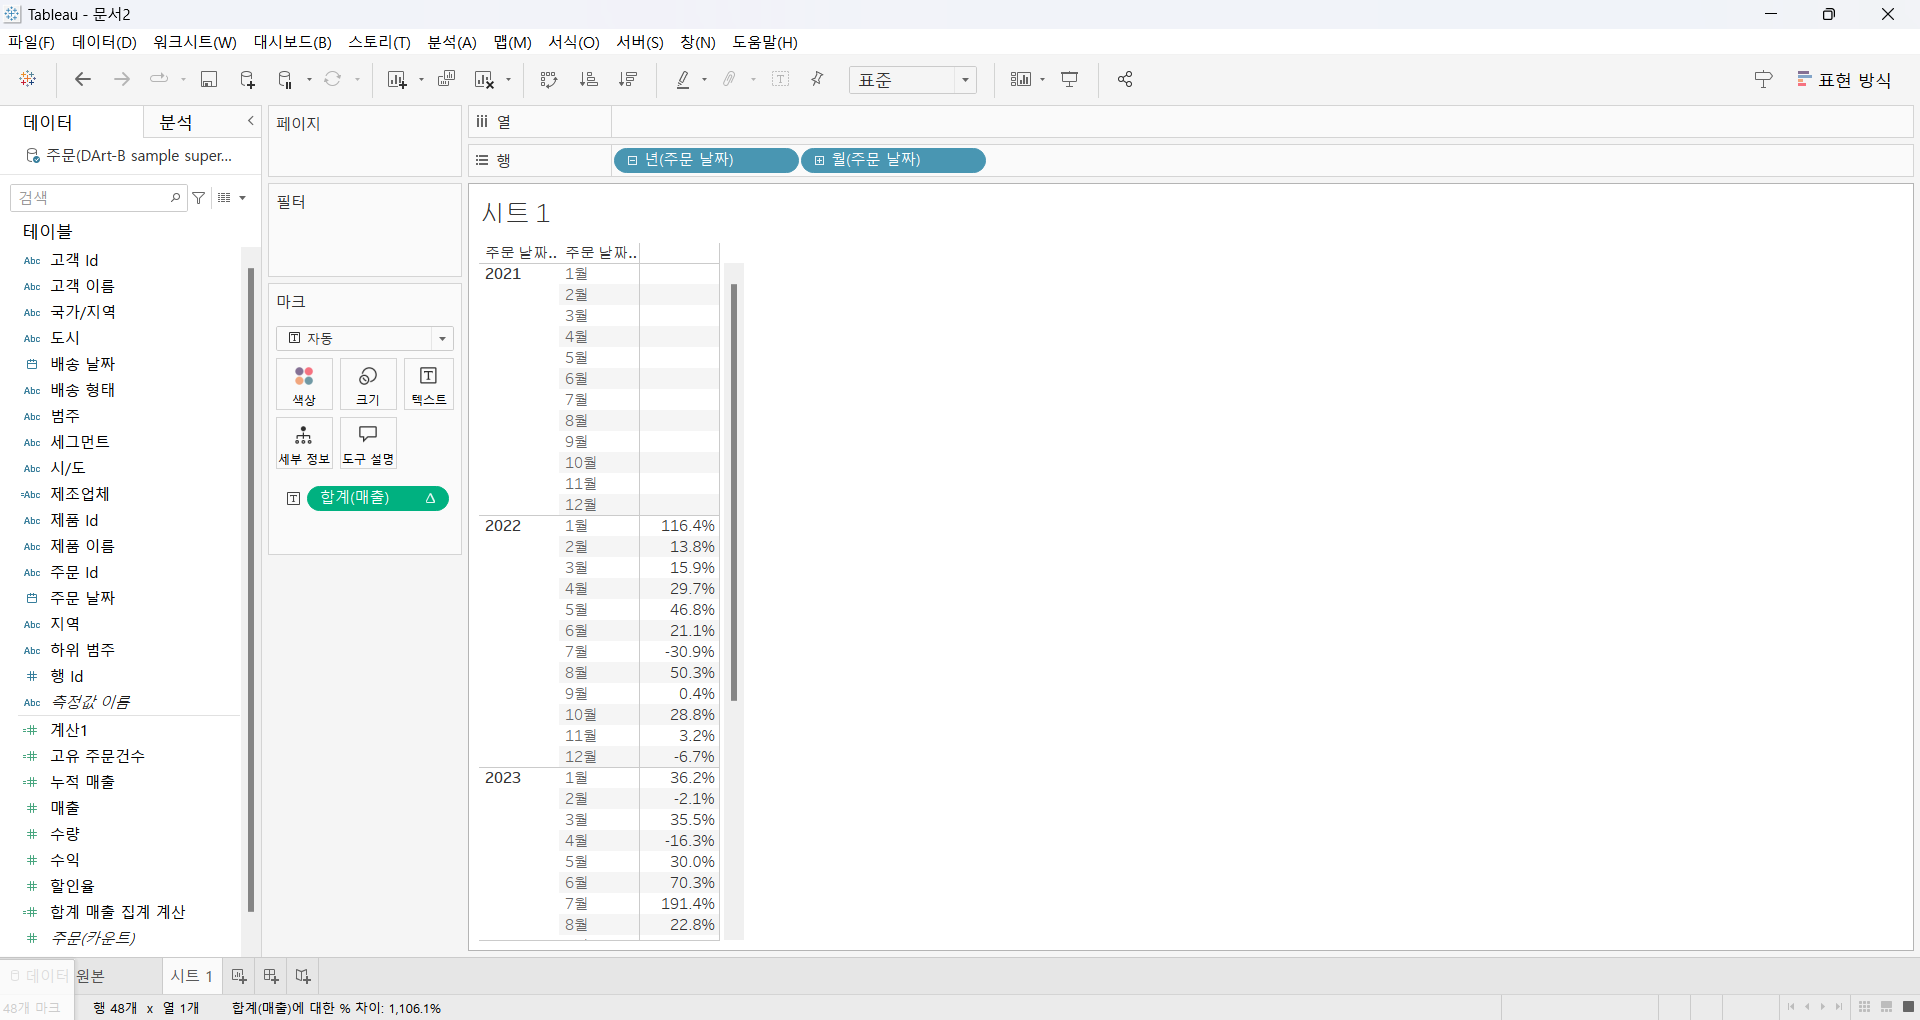 Tableau - 문서2
파일(F) 데이터(D) 워크시트(W) 대시보드(B) 스토리(T) 분석(A) 맵(M) 서식(O) 서버(S) 창(N) 도움말(H)
표준
표현 방식
데이터 분석
주문(DArt-B sample super...
검색
테이블
Abc 고객 Id
Abc 고객 이름
Abc 국가/지역
Abc 도시
배송 날짜
Abc 배송 형태
Abc 범주
Abc 세그먼트
Abc 시/도
=Abc 제조업체
Abc 제품 Id
Abc 제품 이름
Abc 주문 Id
주문 날짜
Abc 지역
Abc 하위 범주
# 행 Id
Abc 측정값 이름
=# 계산1
=# 고유 주문건수
=# 누적 매출
# 매출
# 수량
# 수익
# 할인율
=# 합계 매출 집계 계산
# 주문(카운트)
페이지
필터
마크
자동
색상 크기 텍스트
세부 정보 도구 설명
합계(매출) Δ
열
행 년(주문 날짜) 월(주문 날짜)
시트 1
주문 날짜.. 주문 날짜..
2021 1월
2월
3월
4월
5월
6월
7월
8월
9월
10월
11월
12월
2022 1월 116.4%
2월 13.8%
3월 15.9%
4월 29.7%
5월 46.8%
6월 21.1%
7월 -30.9%
8월 50.3%
9월 0.4%
10월 28.8%
11월 3.2%
12월 -6.7%
2023 1월 36.2%
2월 -2.1%
3월 35.5%
4월 -16.3%
5월 30.0%
6월 70.3%
7월 191.4%
8월 22.8%
데이터 원본 시트 1
48개 마크 행 48개 x 열 1개 합계(매출)에 대한 % 차이: 1,106.1%